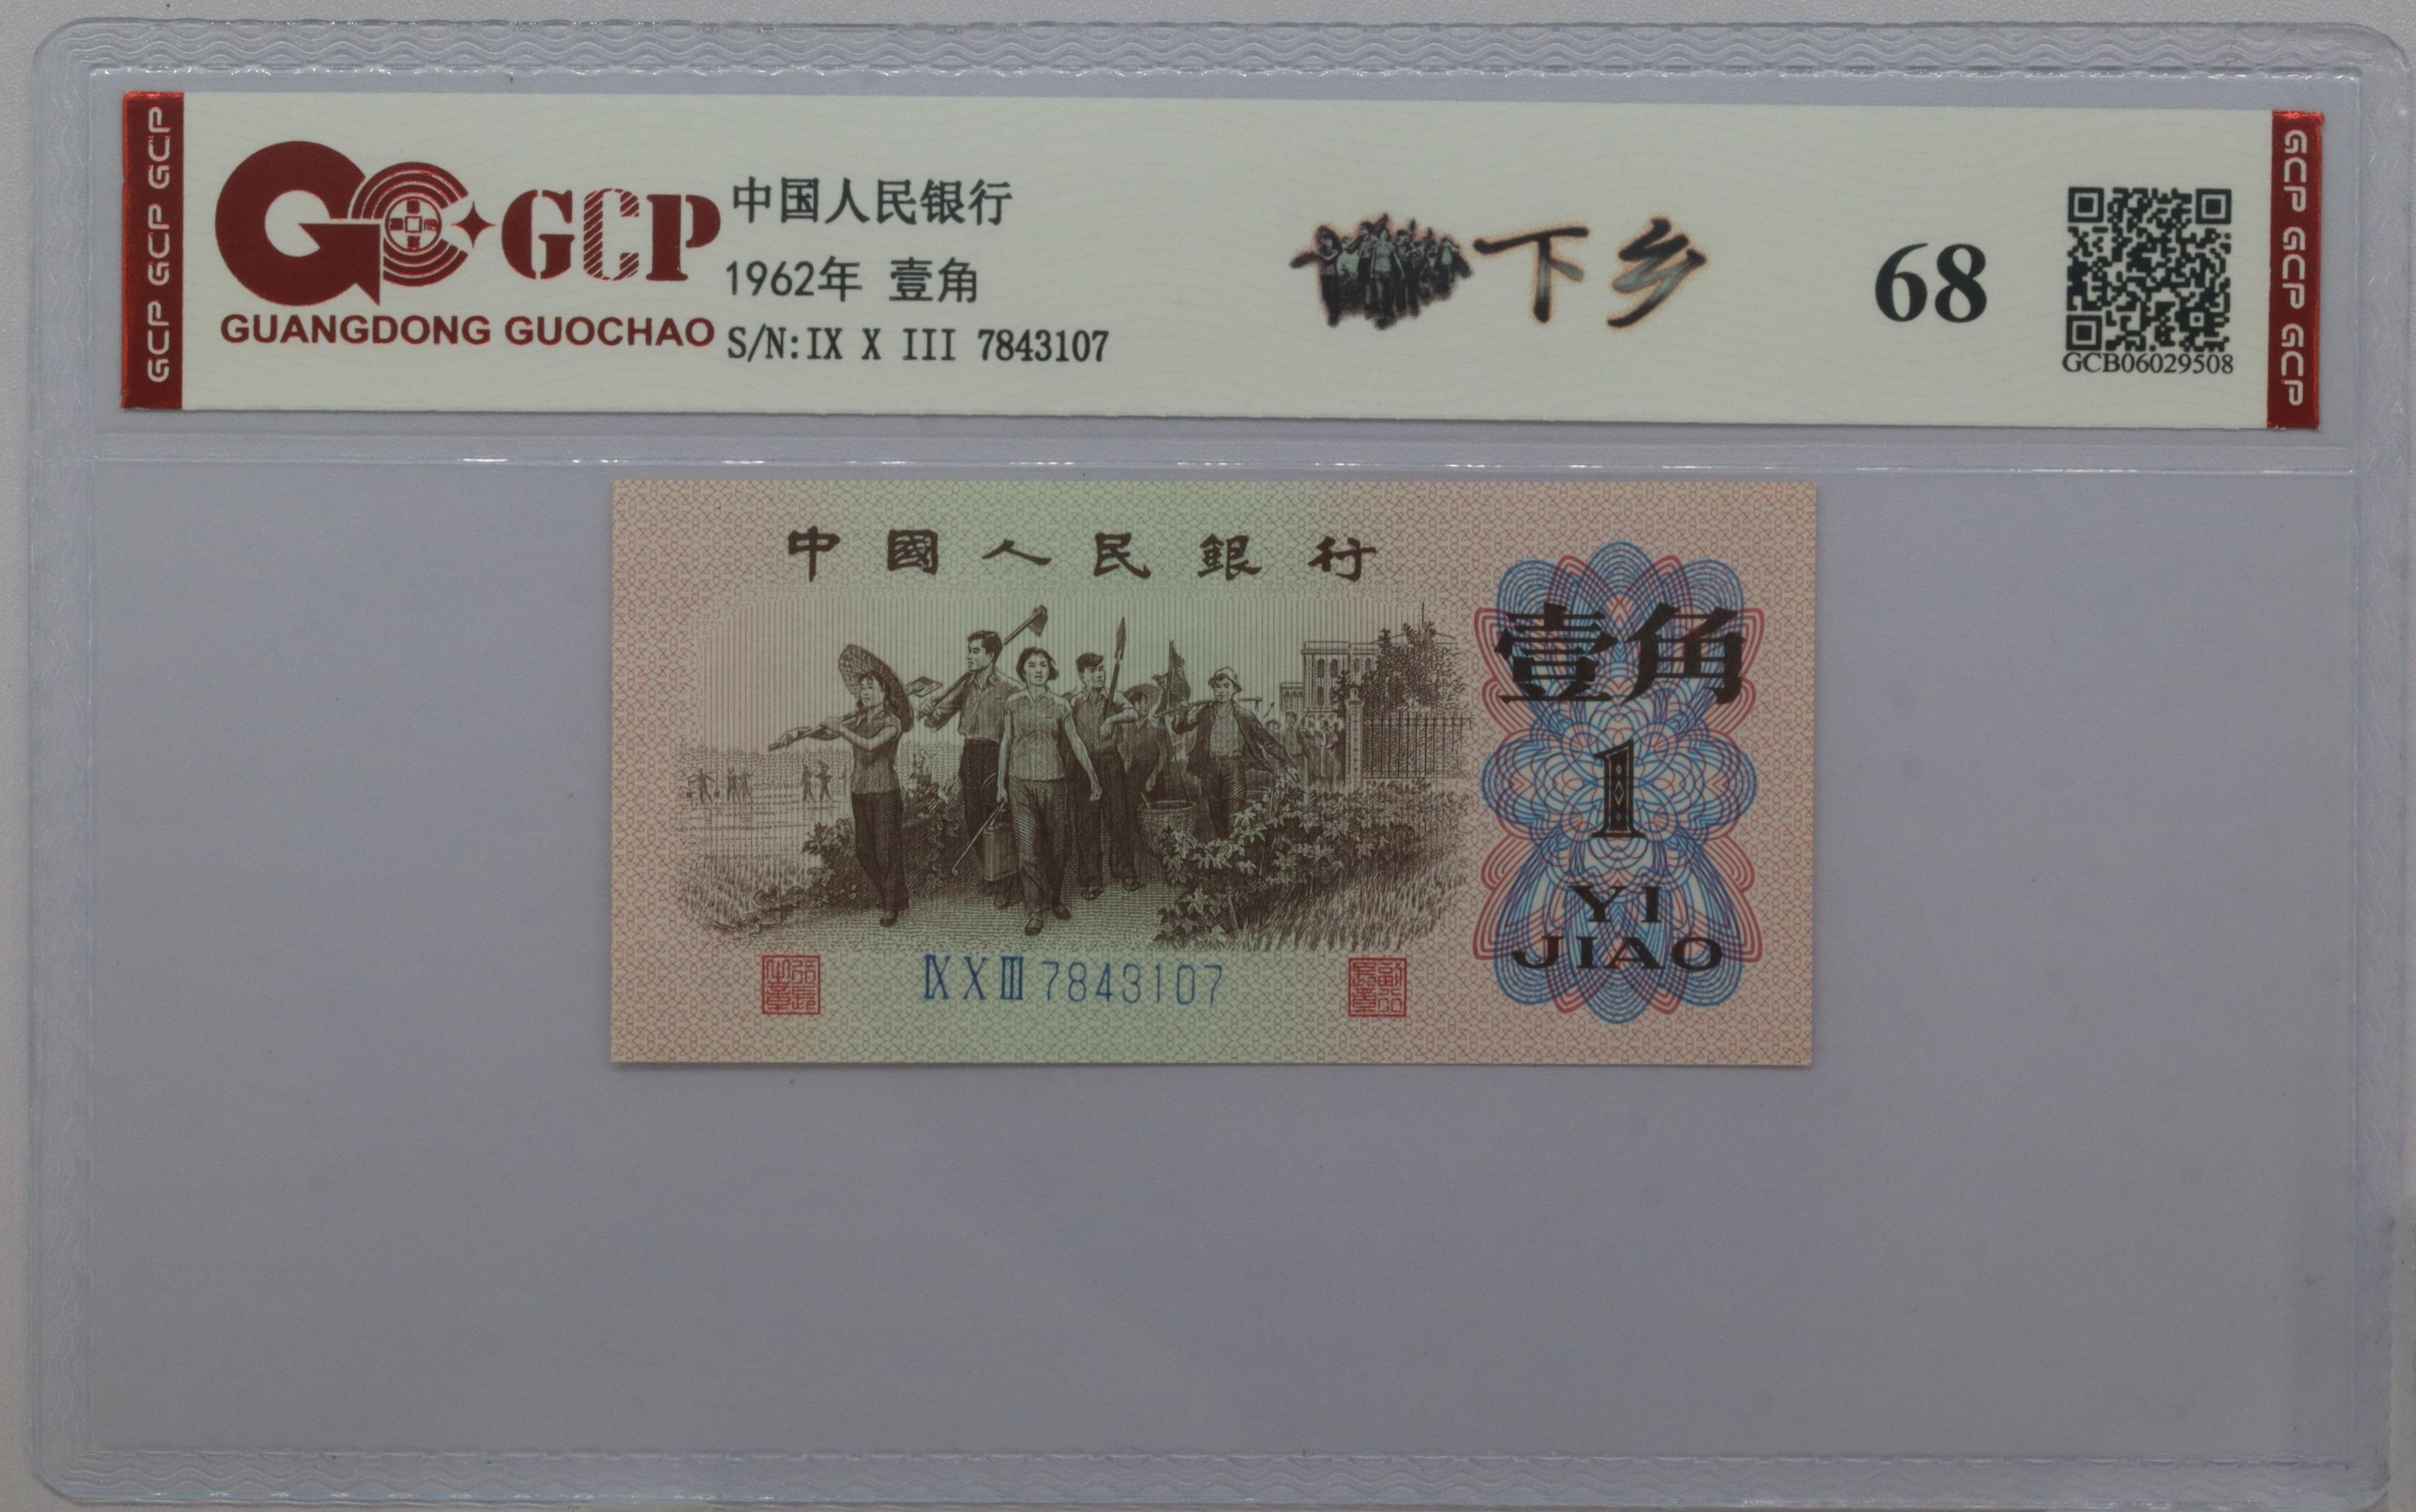 GCP GCP GCP
GCP
GUANGDONG GUOCHAO
中国人民银行
1962年 壹角
S/N:IX X III 7843107
下乡
68
GCB06029508
GCP GCP GCP
中國人民銀行
壹角
1
YI
JIAO
IX X III 7843107